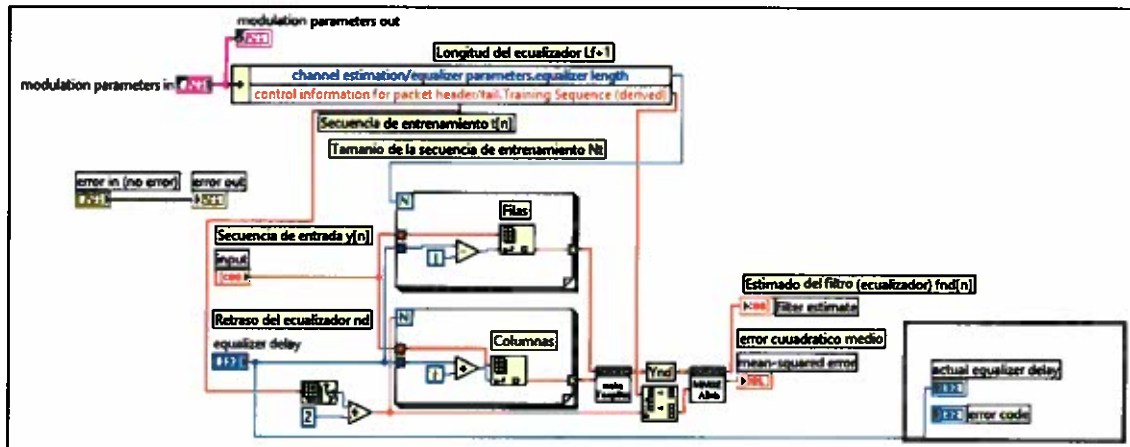 modulation parameters out
Longitud del ecualizador Lf+1
modulation parameters in
channel estimation/equalizer parameters.equalizer length
control information for packet header/tail.Training Sequence (derived)
Secuencia de entrenamiento t[n]
Tamanio de la secuencia de entrenamiento Nt
error in (no error)
error out
N
Filas
Secuencia de entrada y[n]
input
i
Estimado del filtro (ecualizador) fnd[n]
filter estimate
Retraso del ecualizador nd
equalizer delay
N
Columnas
i
error cuuadratico medio
mean-squared error
Ynd
2
actual equalizer delay
error code